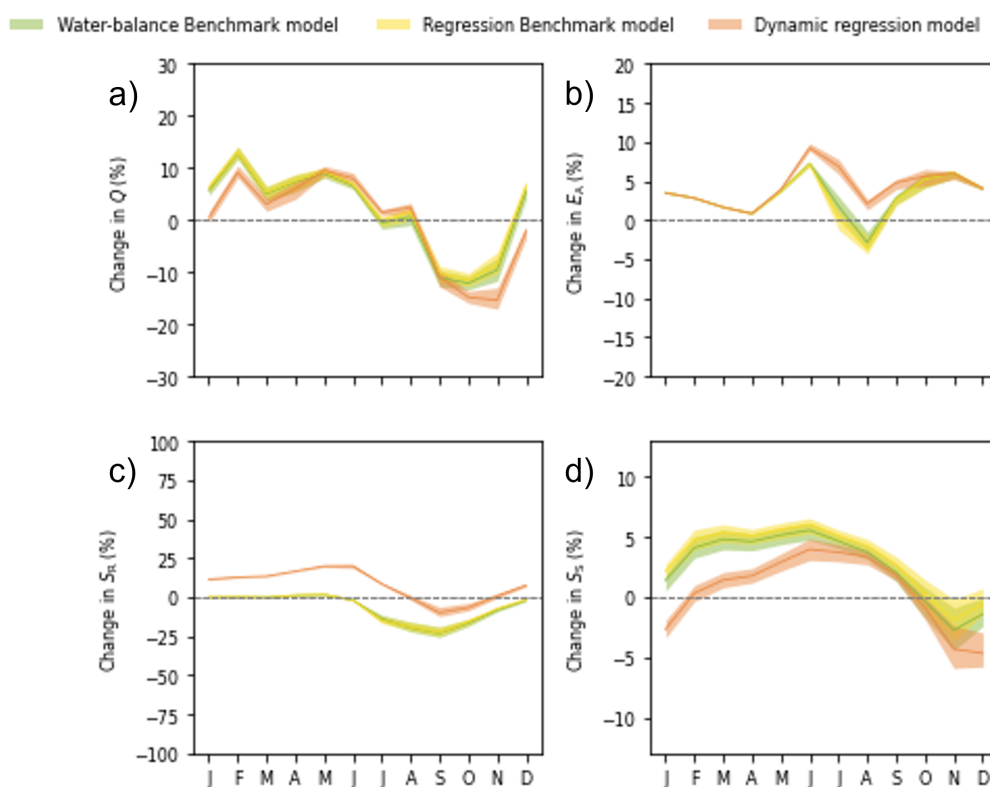 Water-balance Benchmark model Regression Benchmark model Dynamic regression model
a)
Change in Q (%)
30
20
10
0
−10
−20
−30
b)
Change in EA (%)
20
15
10
5
0
−5
−10
−15
−20
c)
Change in SR (%)
100
75
50
25
0
−25
−50
−75
−100
J F M A M J J A S O N D
d)
Change in SS (%)
10
5
0
−5
−10
J F M A M J J A S O N D